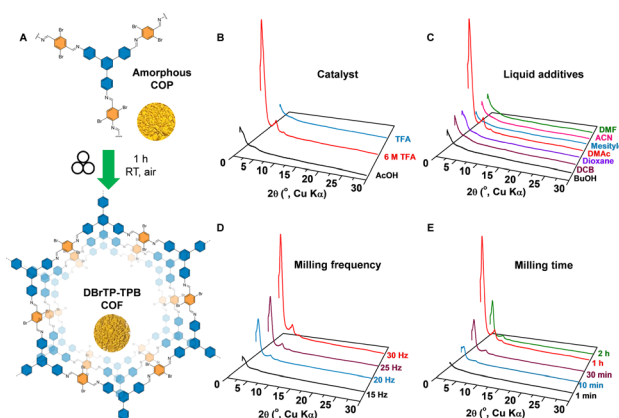 A
Br
Br
Br
Br
N
N
N
N
Br
Br
Amorphous
COP
1 h
RT, air
DBrTP-TPB
COF
B
Catalyst
TFA
6 M TFA
AcOH
0
5
10
15
20
25
30
2θ (°, Cu Kα)
C
Liquid additives
DMF
ACN
Mesityl
DMAc
Dioxane
DCB
BuOH
0
5
10
15
20
25
30
2θ (°, Cu Kα)
D
Milling frequency
30 Hz
25 Hz
20 Hz
15 Hz
0
5
10
15
20
25
30
2θ (°, Cu Kα)
E
Milling time
2 h
1 h
30 min
10 min
1 min
0
5
10
15
20
25
30
2θ (°, Cu Kα)